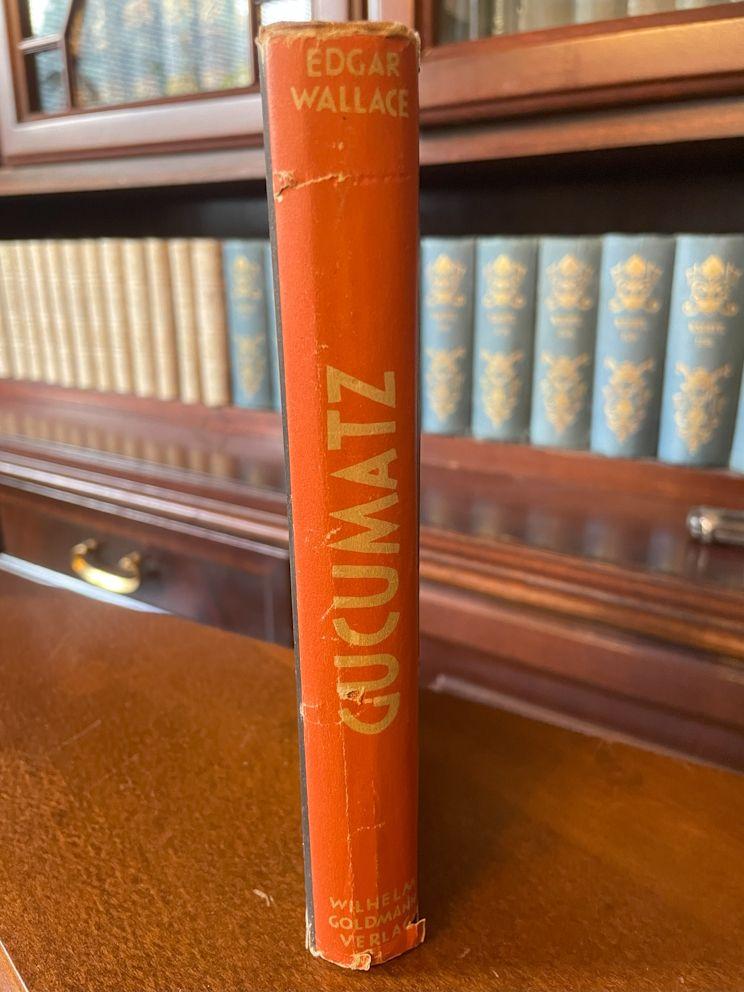 EDGAR
WALLACE
GUCUMATZ
WILHELM
GOLDMANN
VERLAG